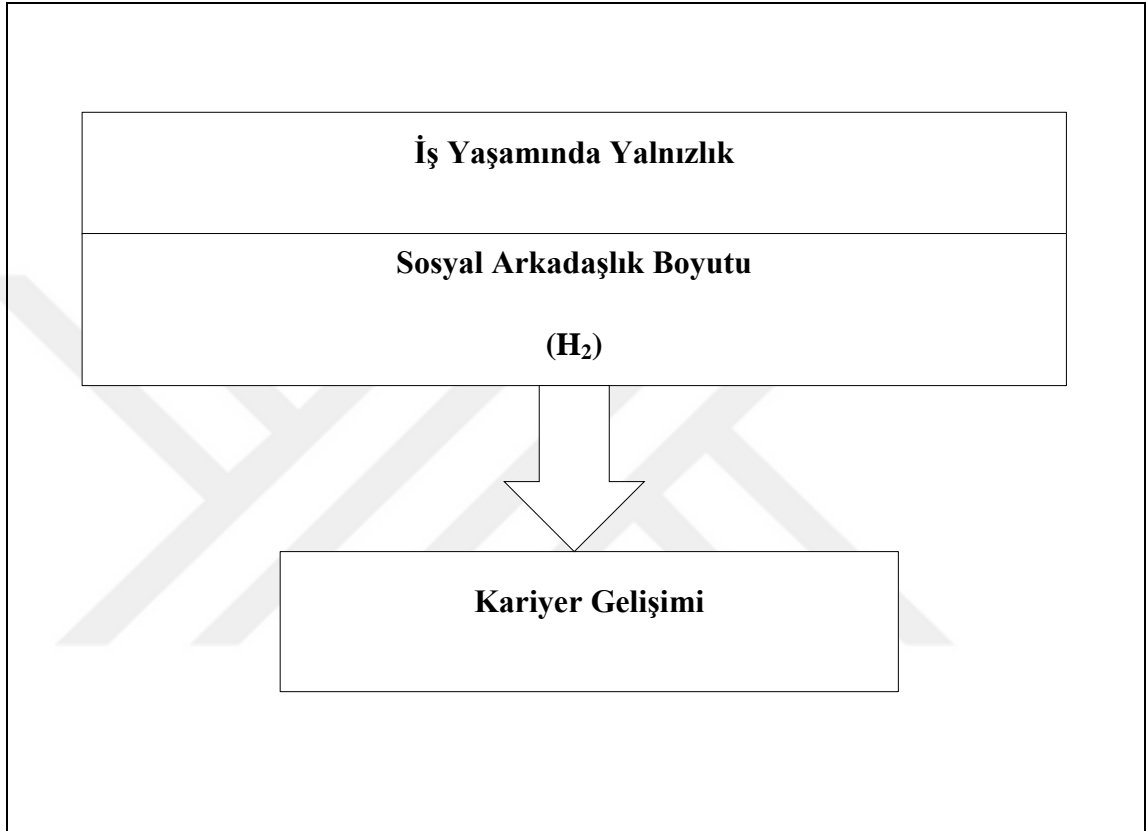 İş Yaşamında Yalnızlık
Sosyal Arkadaşlık Boyutu
(H₂)
Kariyer Gelişimi